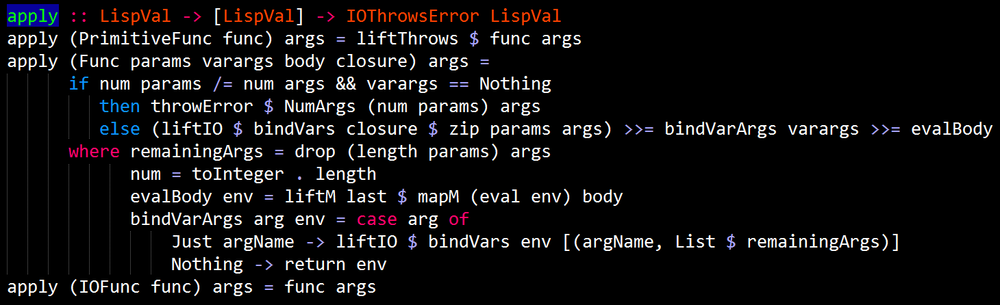 apply :: LispVal -> [LispVal] -> IOThrowsError LispVal
apply (PrimitiveFunc func) args = liftThrows $ func args
apply (Func params varargs body closure) args =
      if num params /= num args && varargs == Nothing
         then throwError $ NumArgs (num params) args
         else (liftIO $ bindVars closure $ zip params args) >>= bindVarArgs varargs >>= evalBody
      where remainingArgs = drop (length params) args
            num = toInteger . length
            evalBody env = liftM last $ mapM (eval env) body
            bindVarArgs arg env = case arg of
                Just argName -> liftIO $ bindVars env [(argName, List $ remainingArgs)]
                Nothing -> return env
apply (IOFunc func) args = func args